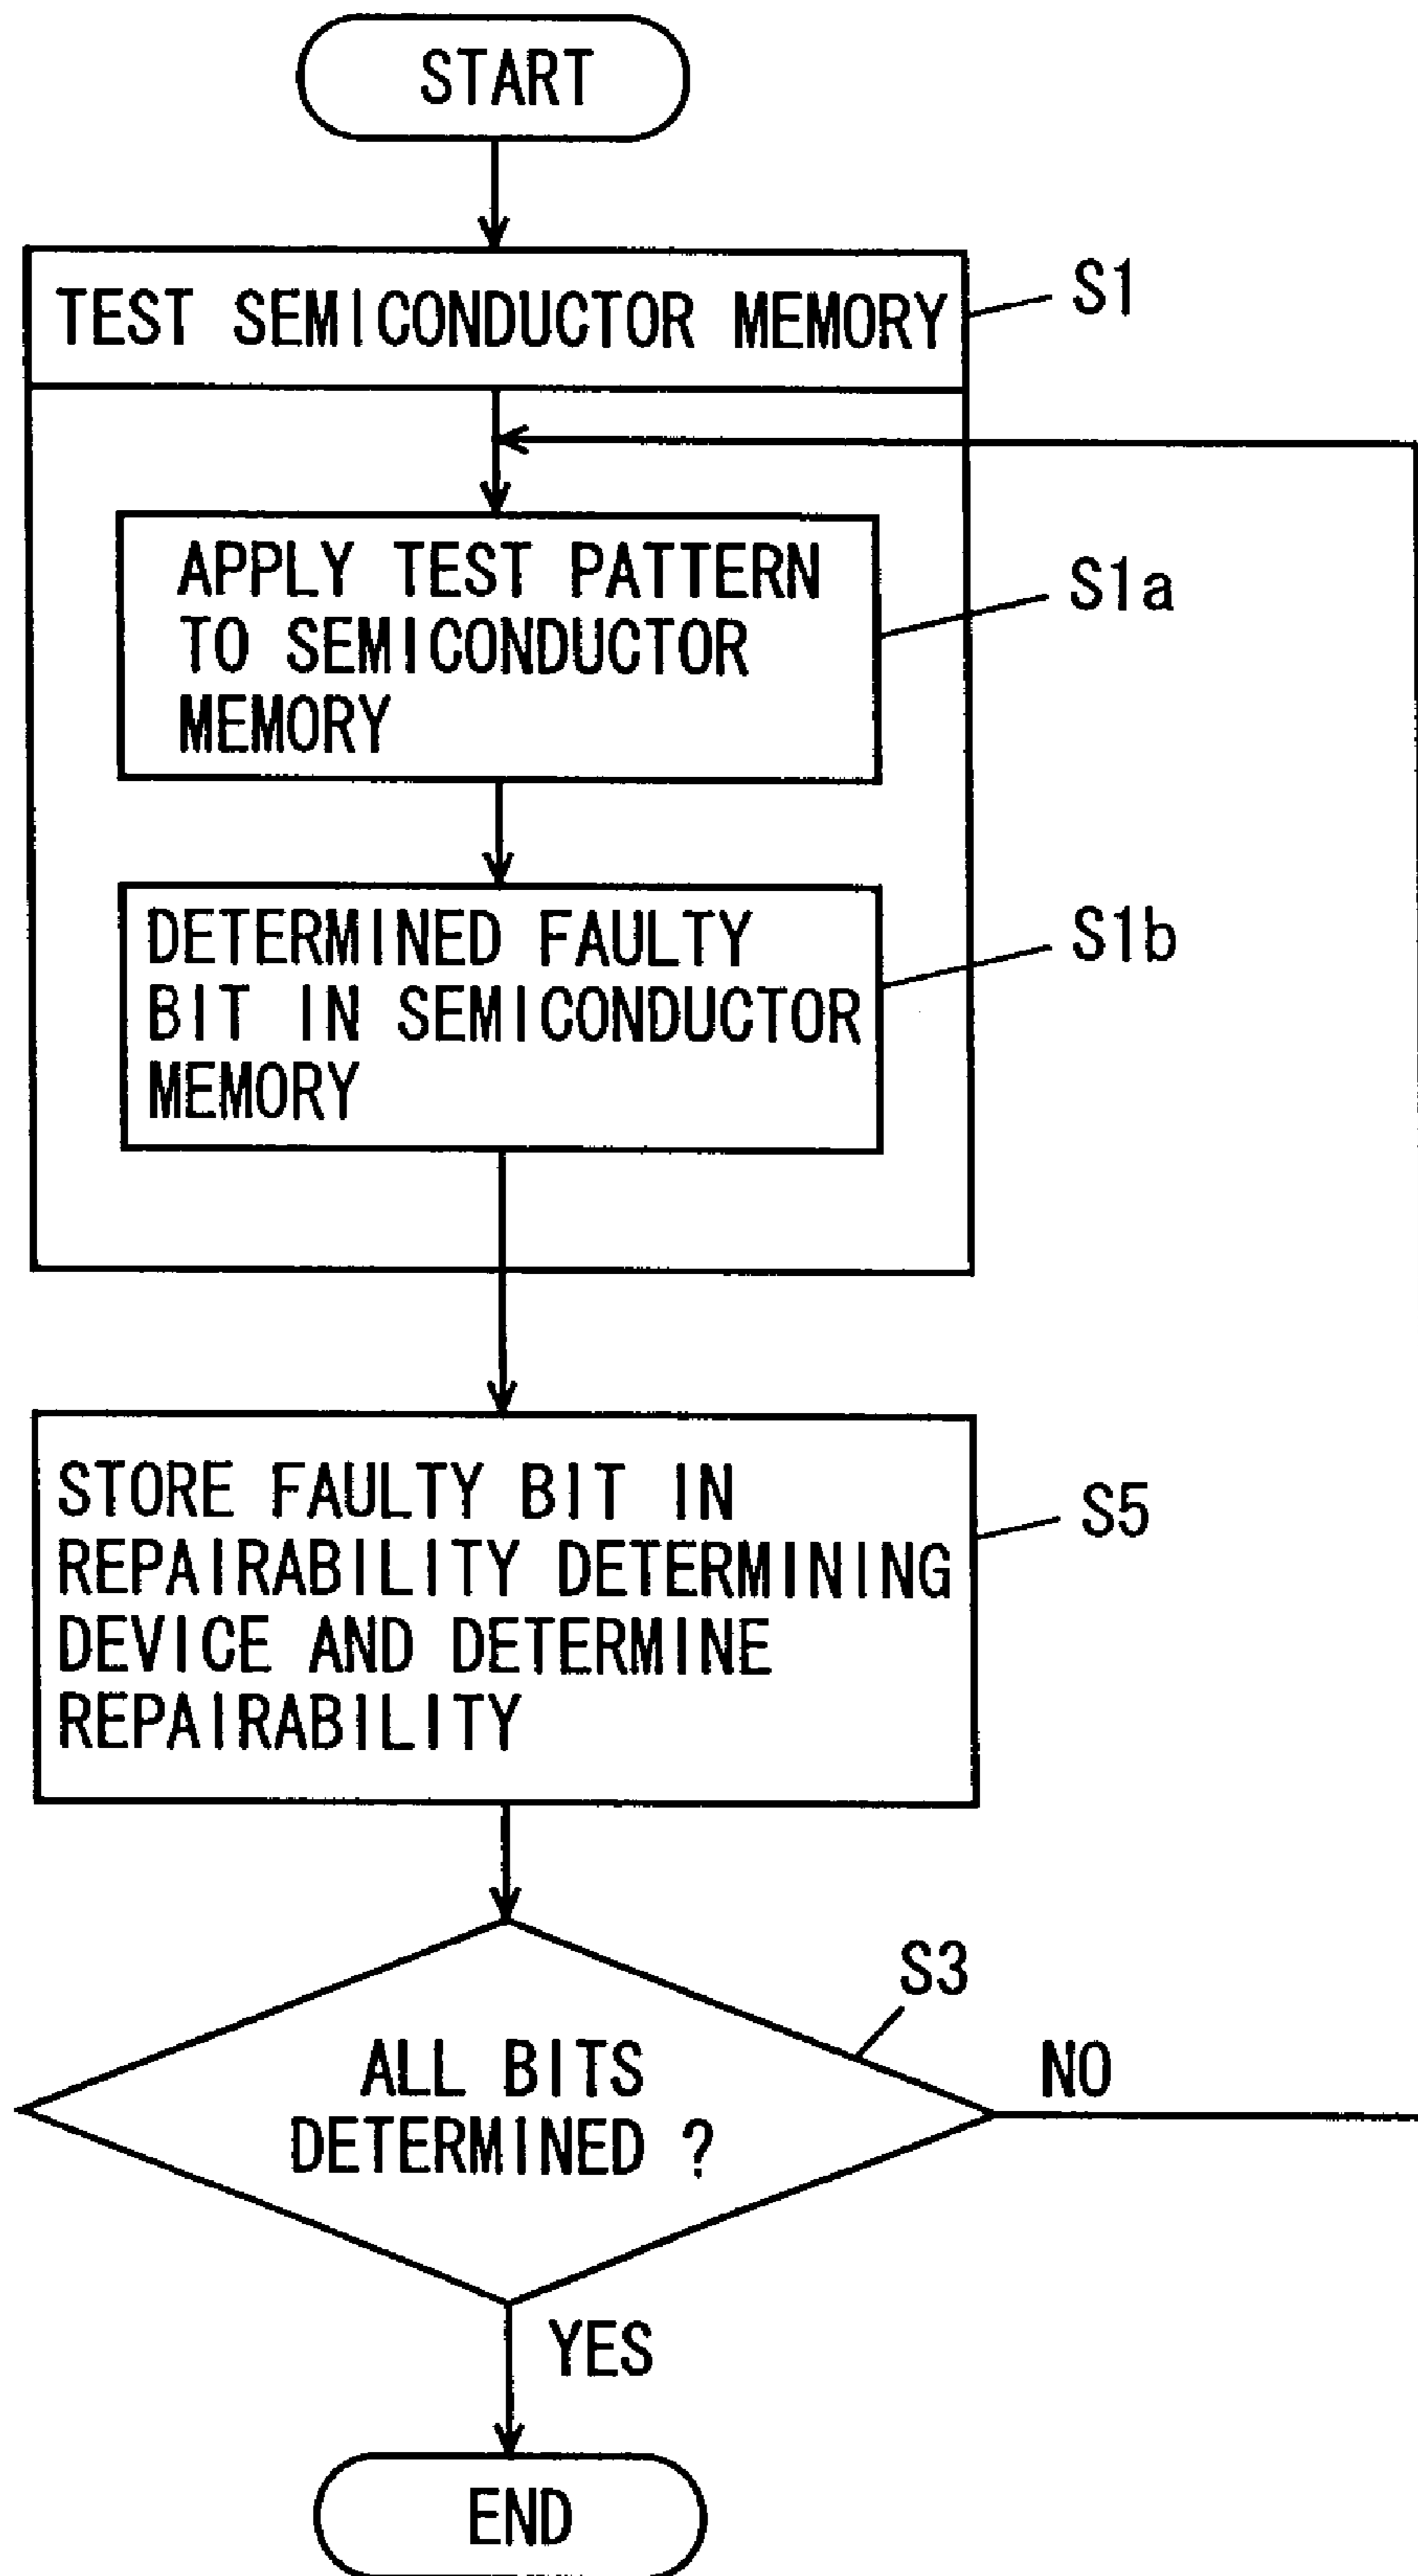 START
TEST SEMICONDUCTOR MEMORY
S1
APPLY TEST PATTERN
TO SEMICONDUCTOR
MEMORY
S1a
DETERMINED FAULTY
BIT IN SEMICONDUCTOR
MEMORY
S1b
STORE FAULTY BIT IN
REPAIRABILITY DETERMINING
DEVICE AND DETERMINE
REPAIRABILITY
S5
S3
ALL BITS
DETERMINED ?
NO
YES
END